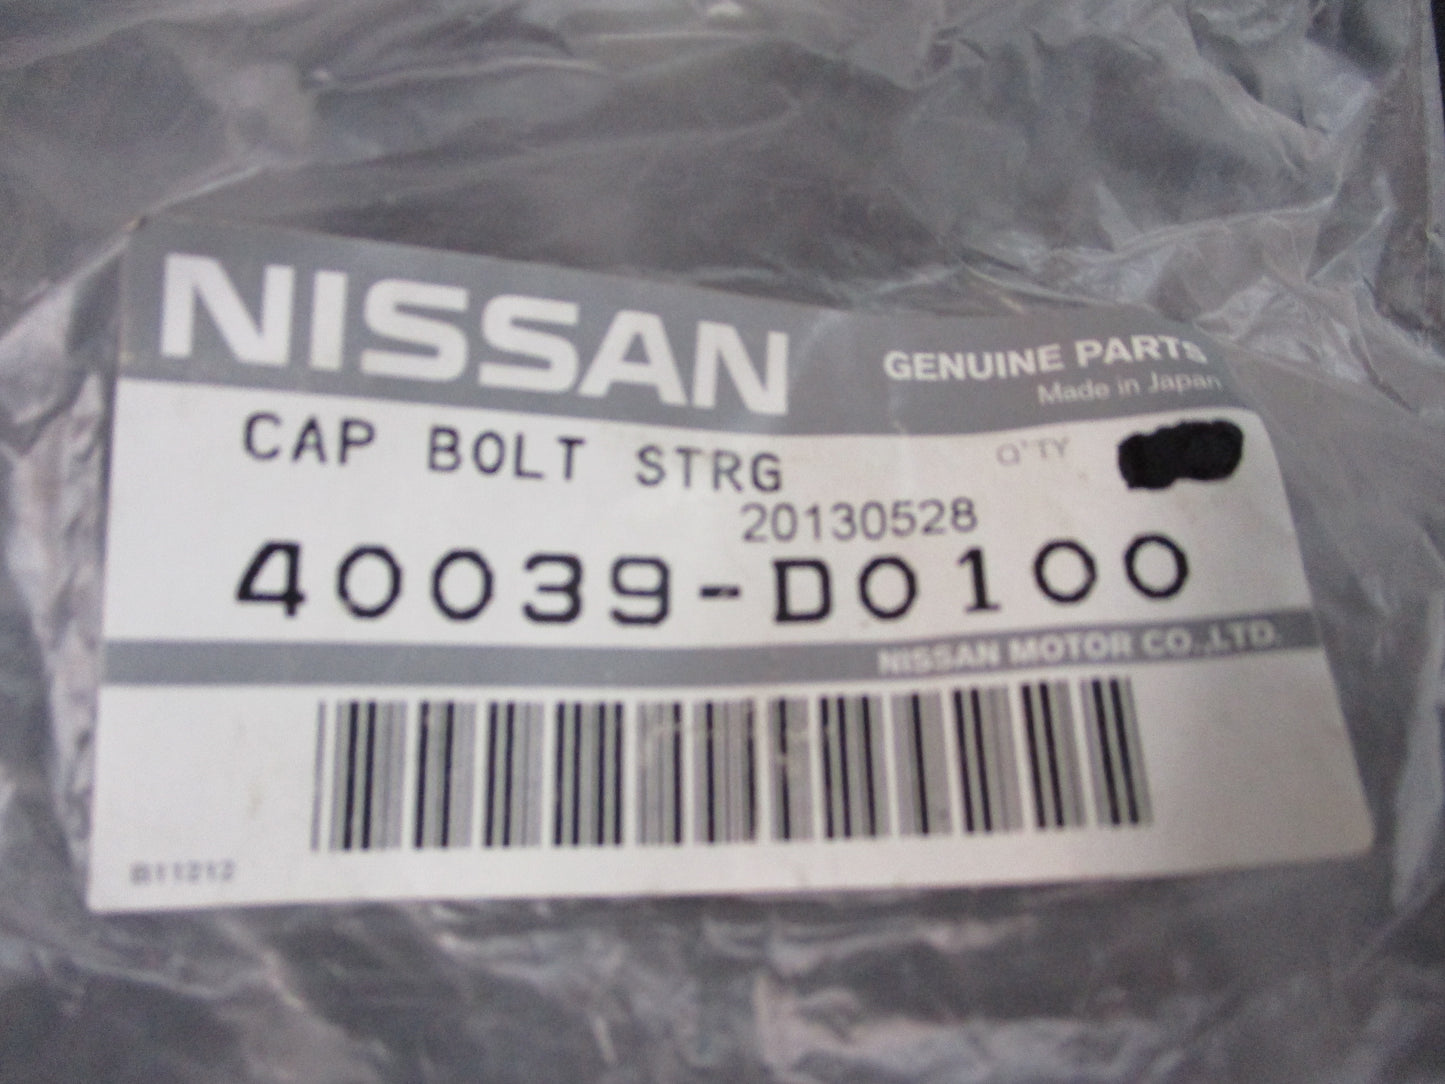 NISSAN
GENUINE PARTS
Made in Japan
CAP BOLT STRG
Q'TY
20130528
40039-D0100
NISSAN MOTOR CO.,LTD.
B11212